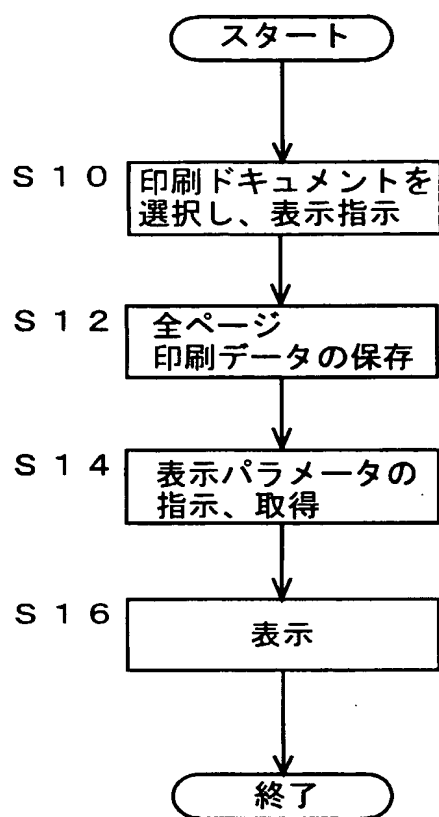 スタート
S10
印刷ドキュメントを
選択し、表示指示
S12
全ページ
印刷データの保存
S14
表示パラメータの
指示、取得
S16
表示
終了